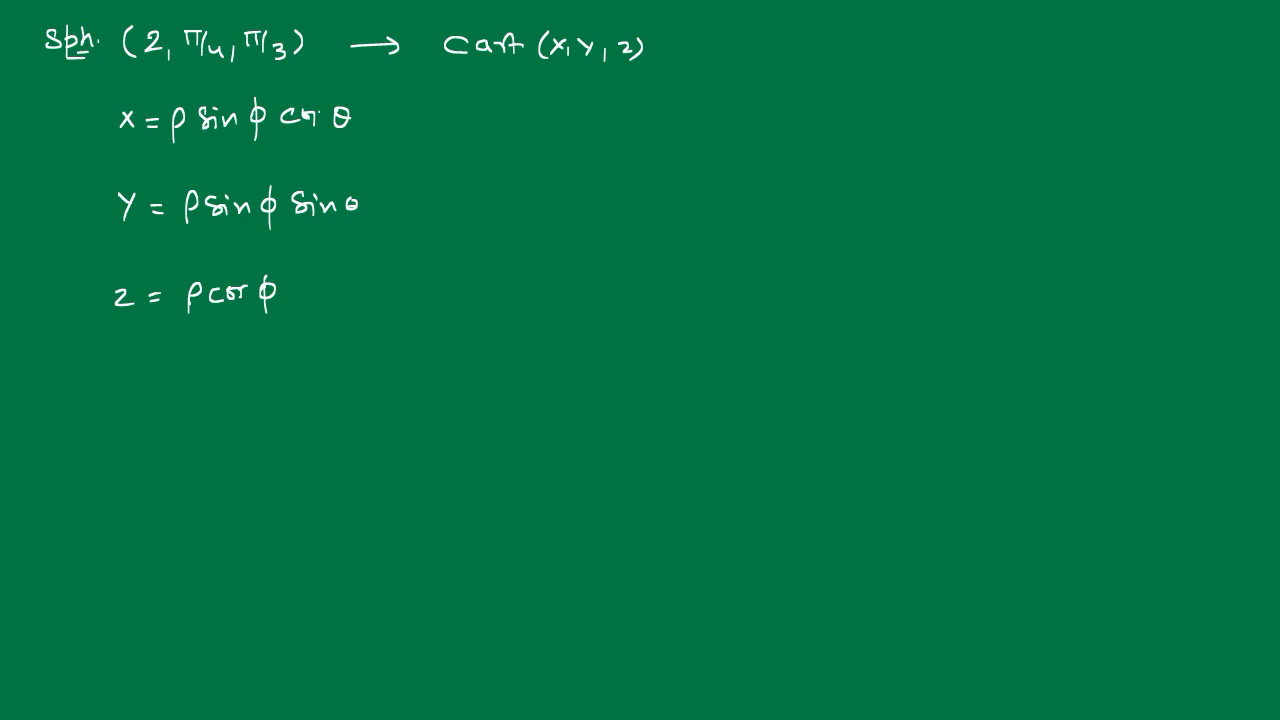 Sph. (2, π/4, π/3) → Cart (x, y, z)
x = ρ sin ϕ cos θ
y = ρ sin ϕ sin θ
z = ρ cos ϕ